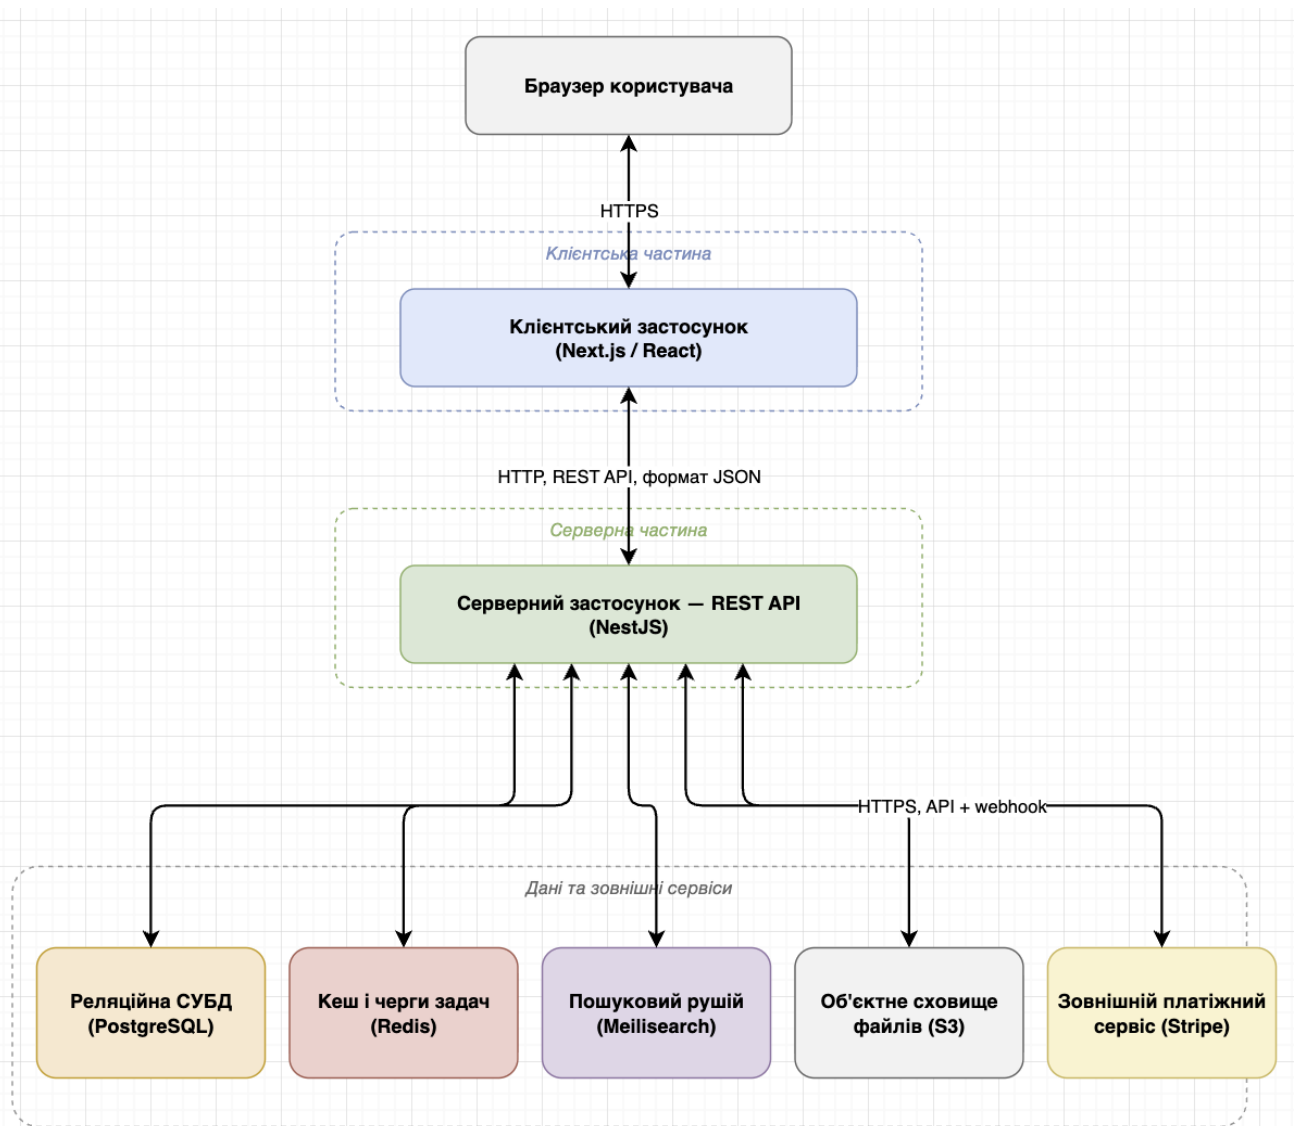 Браузер користувача
HTTPS
Клієнтська частина
Клієнтський застосунок
(Next.js / React)
HTTP, REST API, формат JSON
Серверна частина
Серверний застосунок — REST API
(NestJS)
HTTPS, API + webhook
Дані та зовнішні сервіси
Реляційна СУБД
(PostgreSQL)
Кеш і черги задач
(Redis)
Пошуковий рушій
(Meilisearch)
Об'єктне сховище
файлів (S3)
Зовнішній платіжний
сервіс (Stripe)